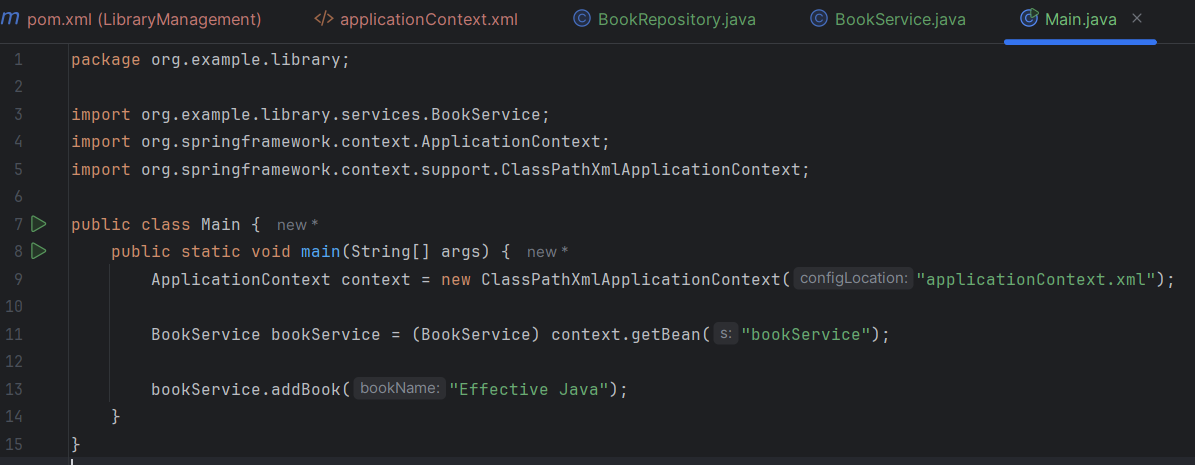 m pom.xml (LibraryManagement) </> applicationContext.xml © BookRepository.java © BookService.java © Main.java ×
1 package org.example.library;
2
3 import org.example.library.services.BookService;
4 import org.springframework.context.ApplicationContext;
5 import org.springframework.context.support.ClassPathXmlApplicationContext;
6
7 public class Main { new *
8     public static void main(String[] args) { new *
9         ApplicationContext context = new ClassPathXmlApplicationContext( configLocation: "applicationContext.xml");
10
11         BookService bookService = (BookService) context.getBean( s: "bookService");
12
13         bookService.addBook( bookName: "Effective Java");
14     }
15 }